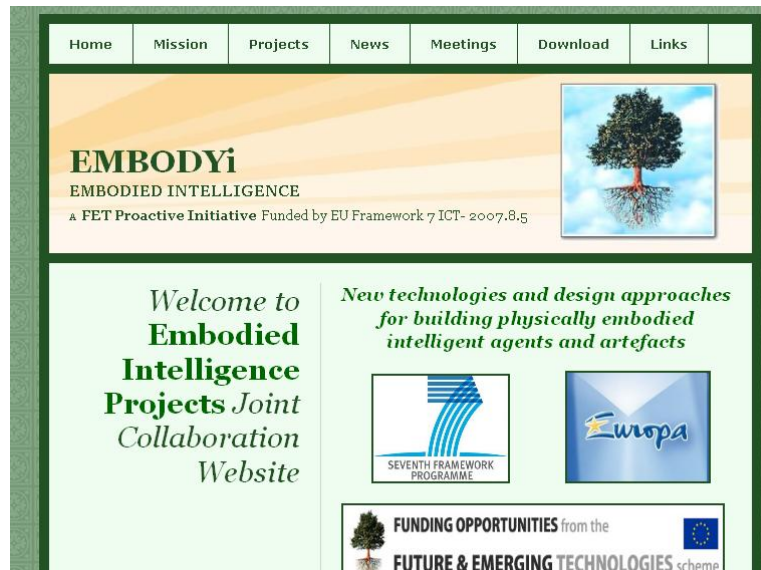 Home Mission Projects News Meetings Download Links
EMBODYi
EMBODIED INTELLIGENCE
A FET Proactive Initiative Funded by EU Framework 7 ICT- 2007.8.5
Welcome to
Embodied
Intelligence
Projects Joint
Collaboration
Website
New technologies and design approaches
for building physically embodied
intelligent agents and artefacts
SEVENTH FRAMEWORK
PROGRAMME
Europa
FUNDING OPPORTUNITIES from the
FUTURE & EMERGING TECHNOLOGIES scheme